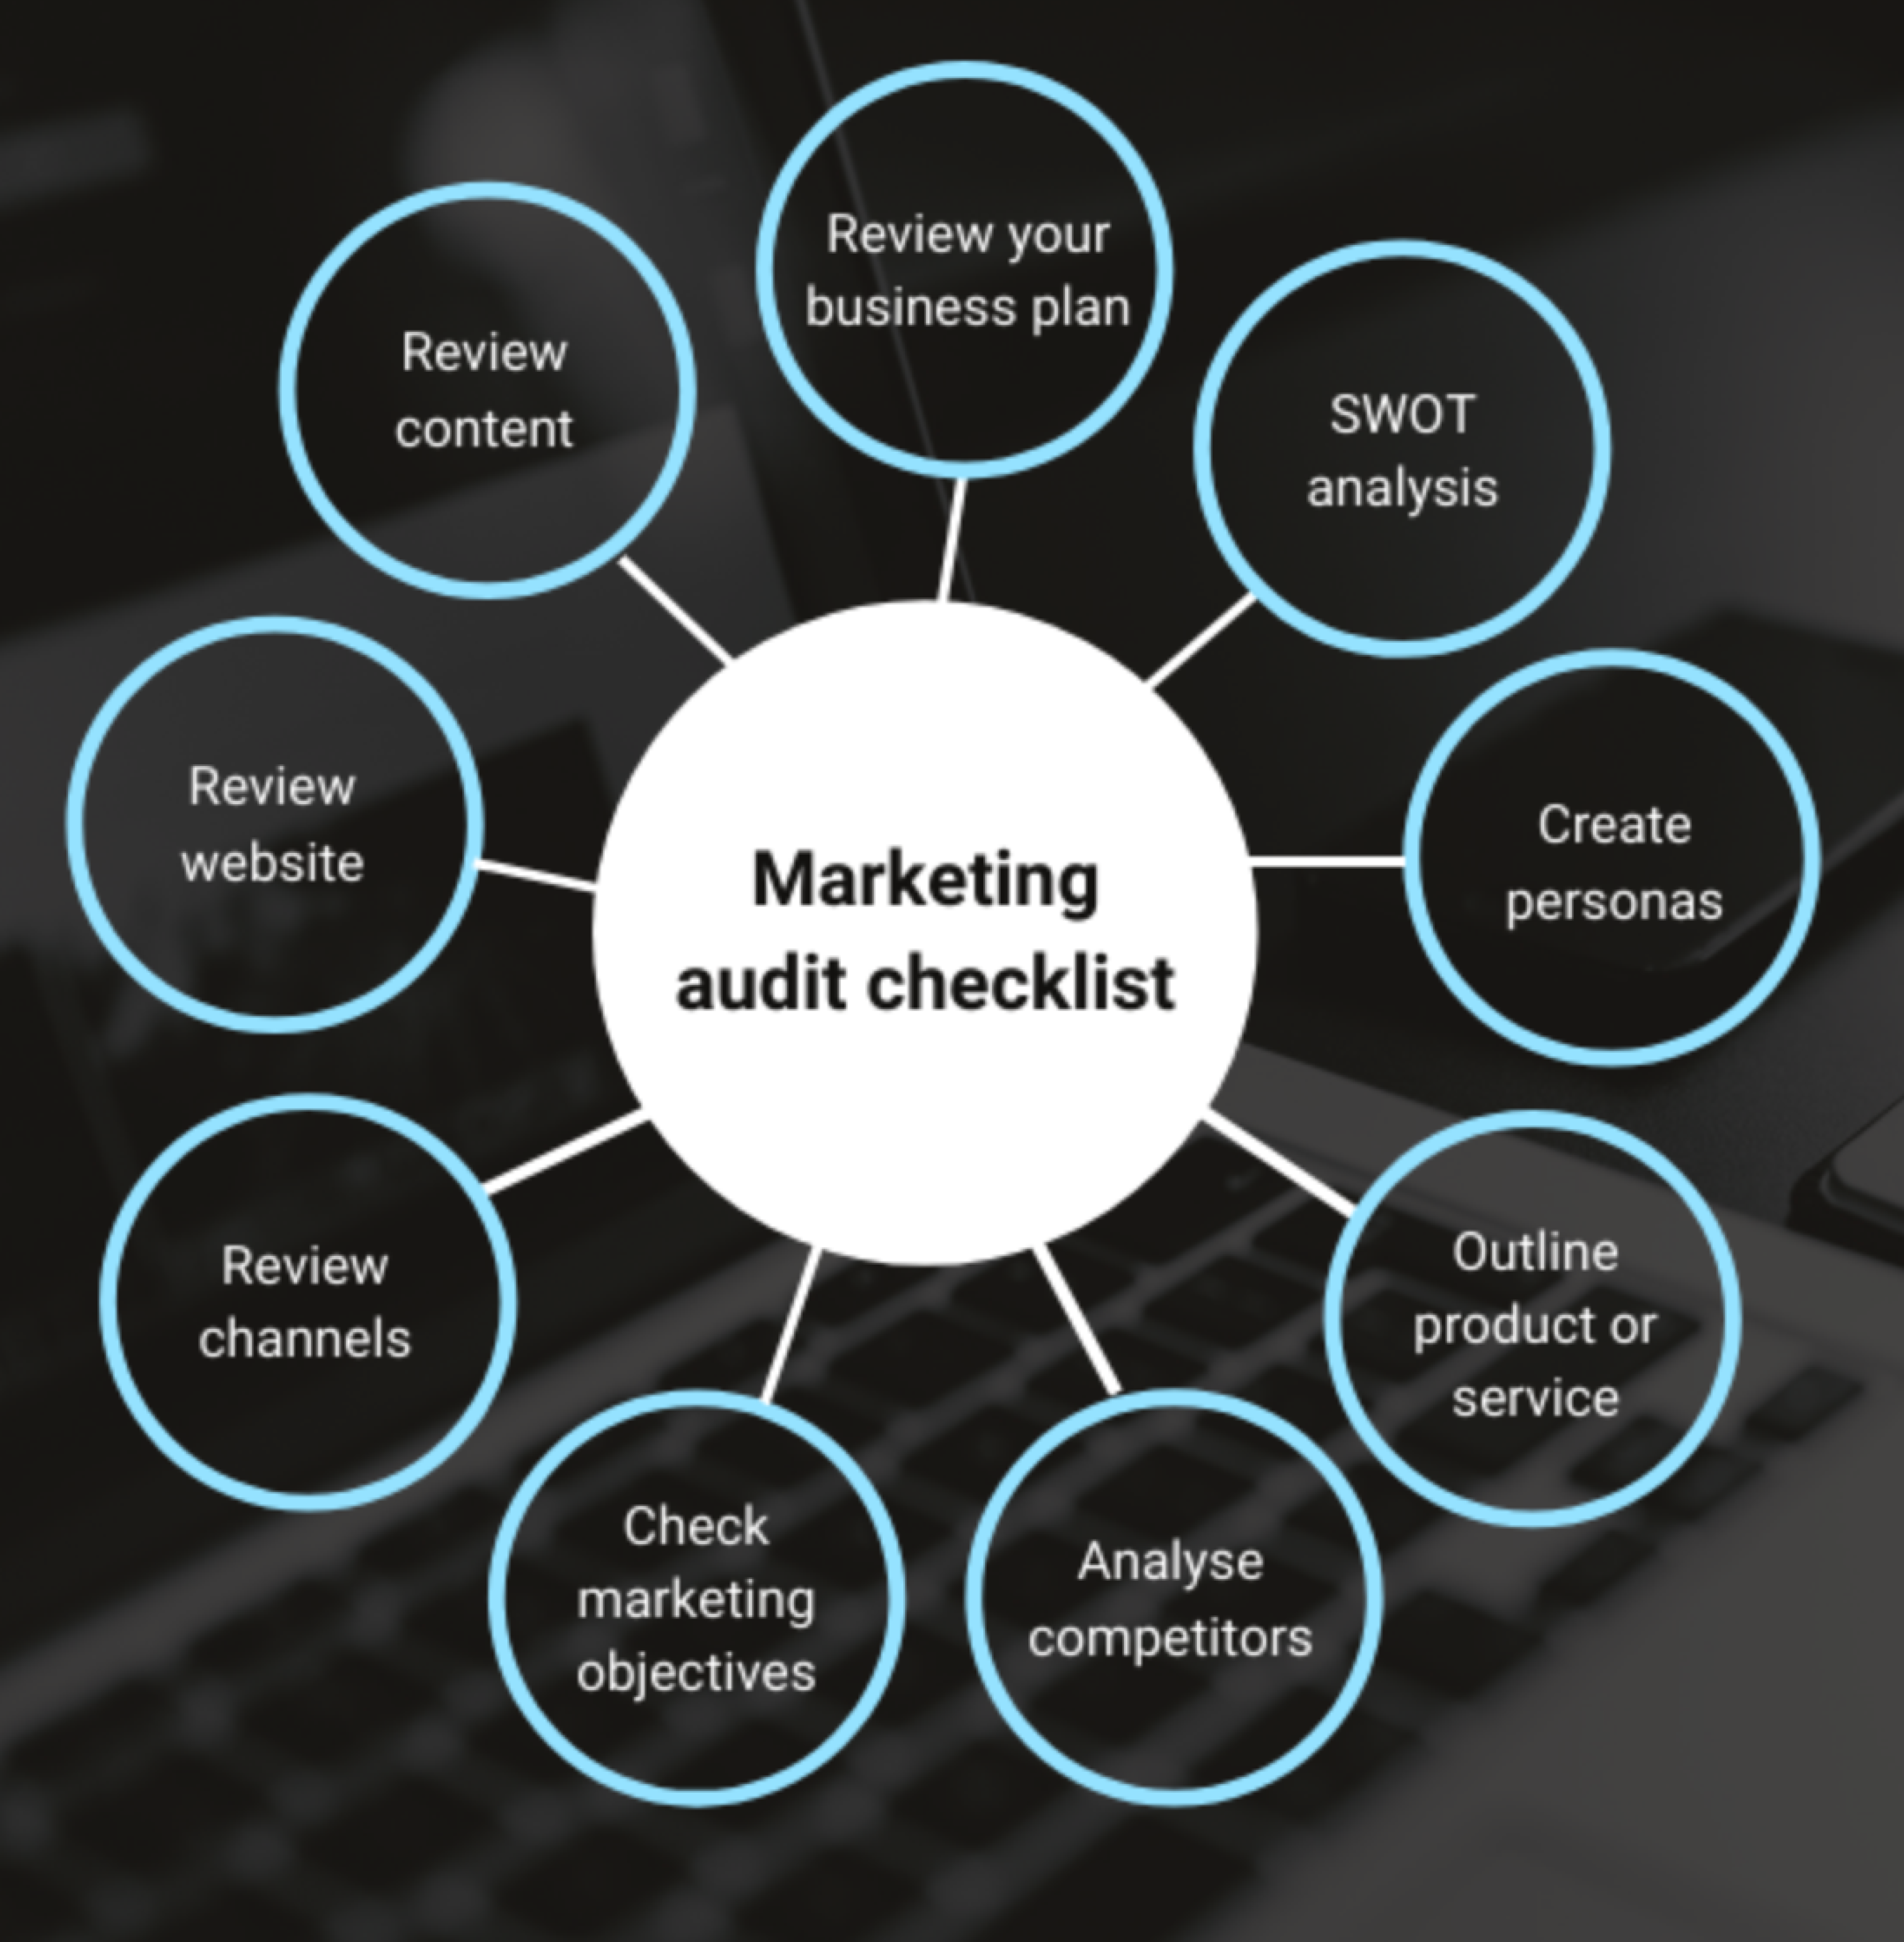 Review your
business plan
SWOT
analysis
Create
personas
Outline
product or
service
Analyse
competitors
Check
marketing
objectives
Review
channels
Review
website
Review
content
Marketing
audit checklist